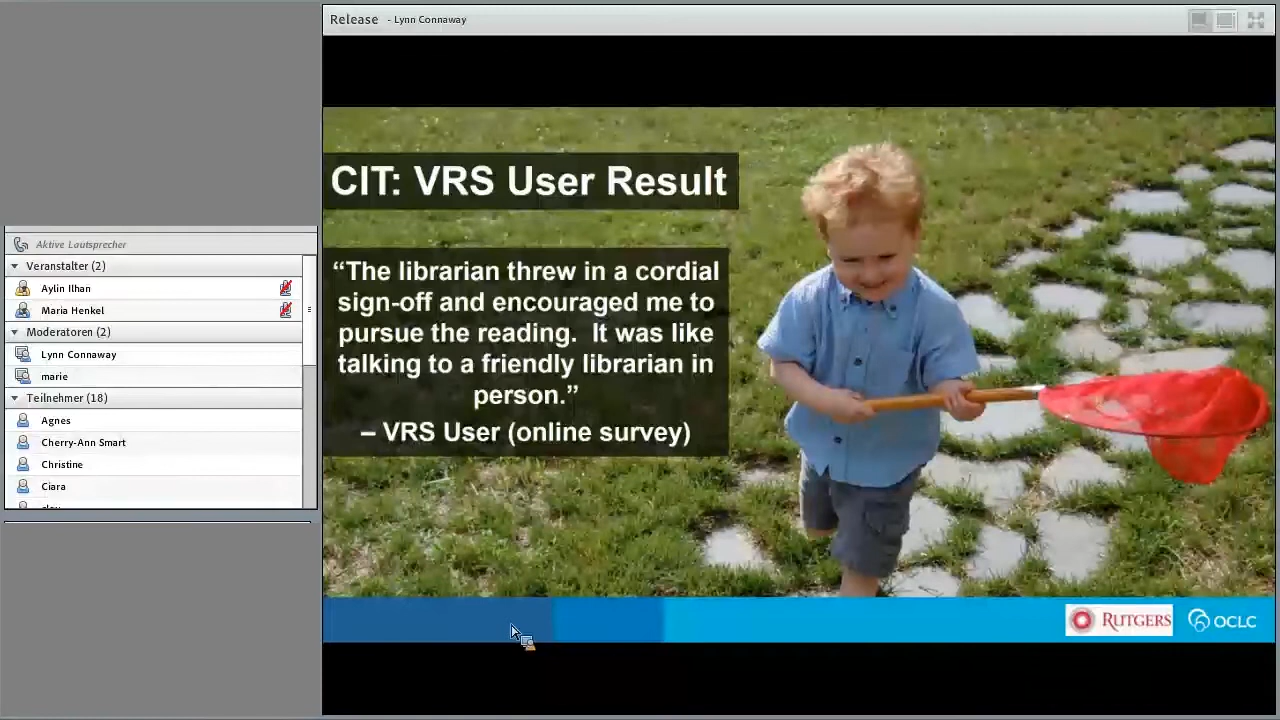 Release - Lynn Connaway
Aktive Lautsprecher
Veranstalter (2)
Aylin Ilhan
Maria Henkel
Moderatoren (2)
Lynn Connaway
marie
Teilnehmer (18)
Agnes
Cherry-Ann Smart
Christine
Ciara
CIT: VRS User Result
“The librarian threw in a cordial
sign-off and encouraged me to
pursue the reading. It was like
talking to a friendly librarian in
person.”
– VRS User (online survey)
RUTGERS
OCLC